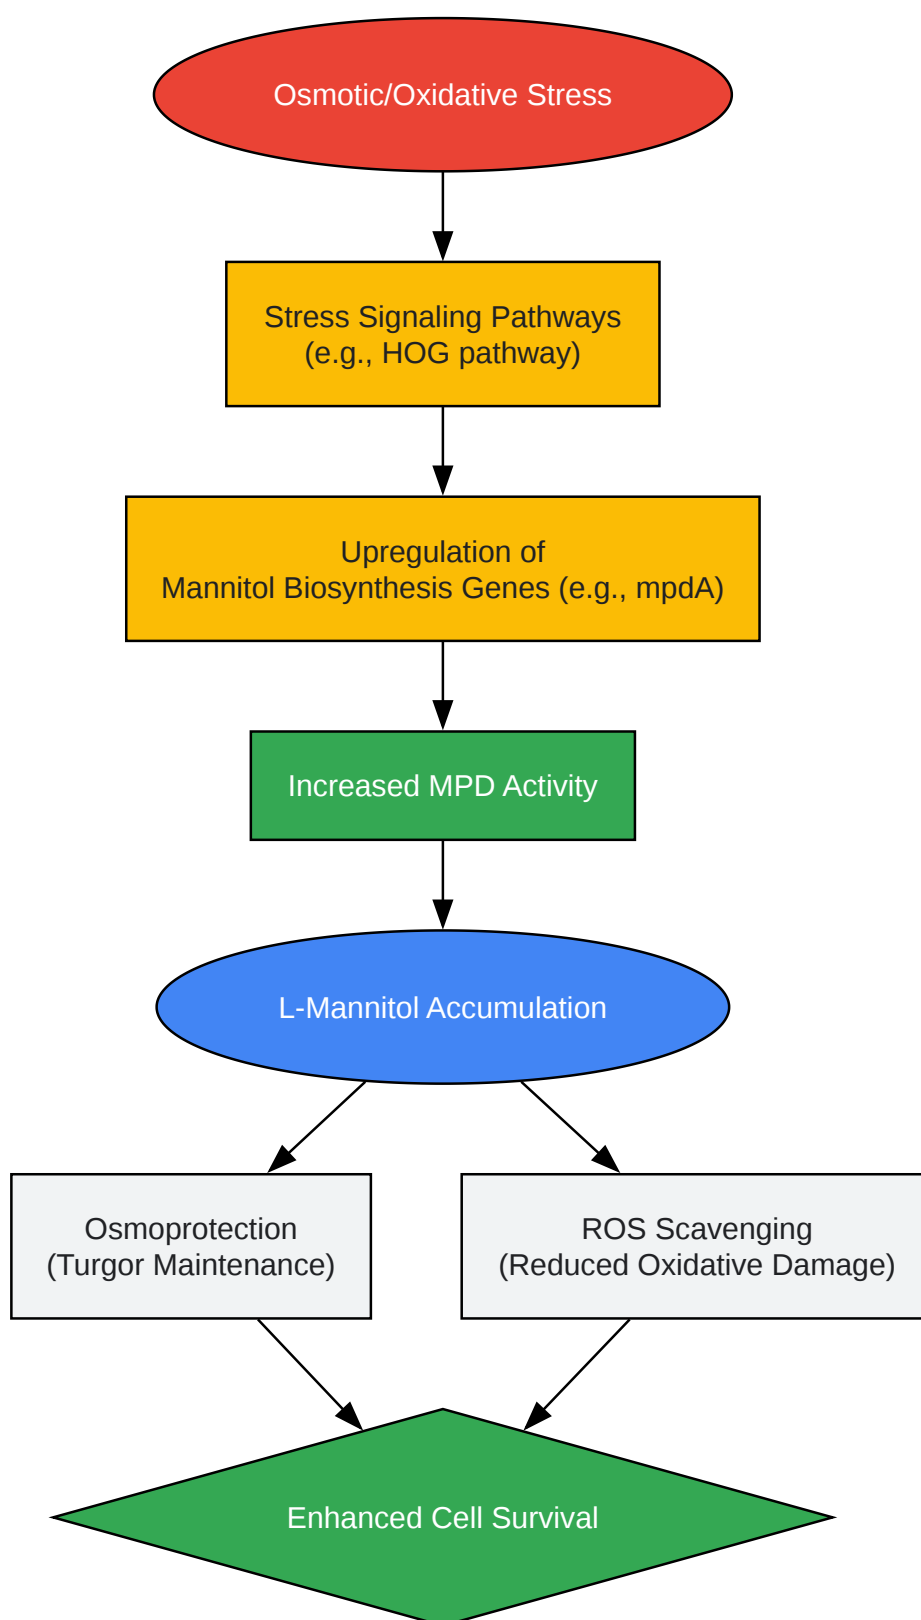 Osmotic/Oxidative Stress
Stress Signaling Pathways
(e.g., HOG pathway)
Upregulation of
Mannitol Biosynthesis Genes (e.g., mpdA)
Increased MPD Activity
L-Mannitol Accumulation
Osmoprotection
(Turgor Maintenance)
ROS Scavenging
(Reduced Oxidative Damage)
Enhanced Cell Survival